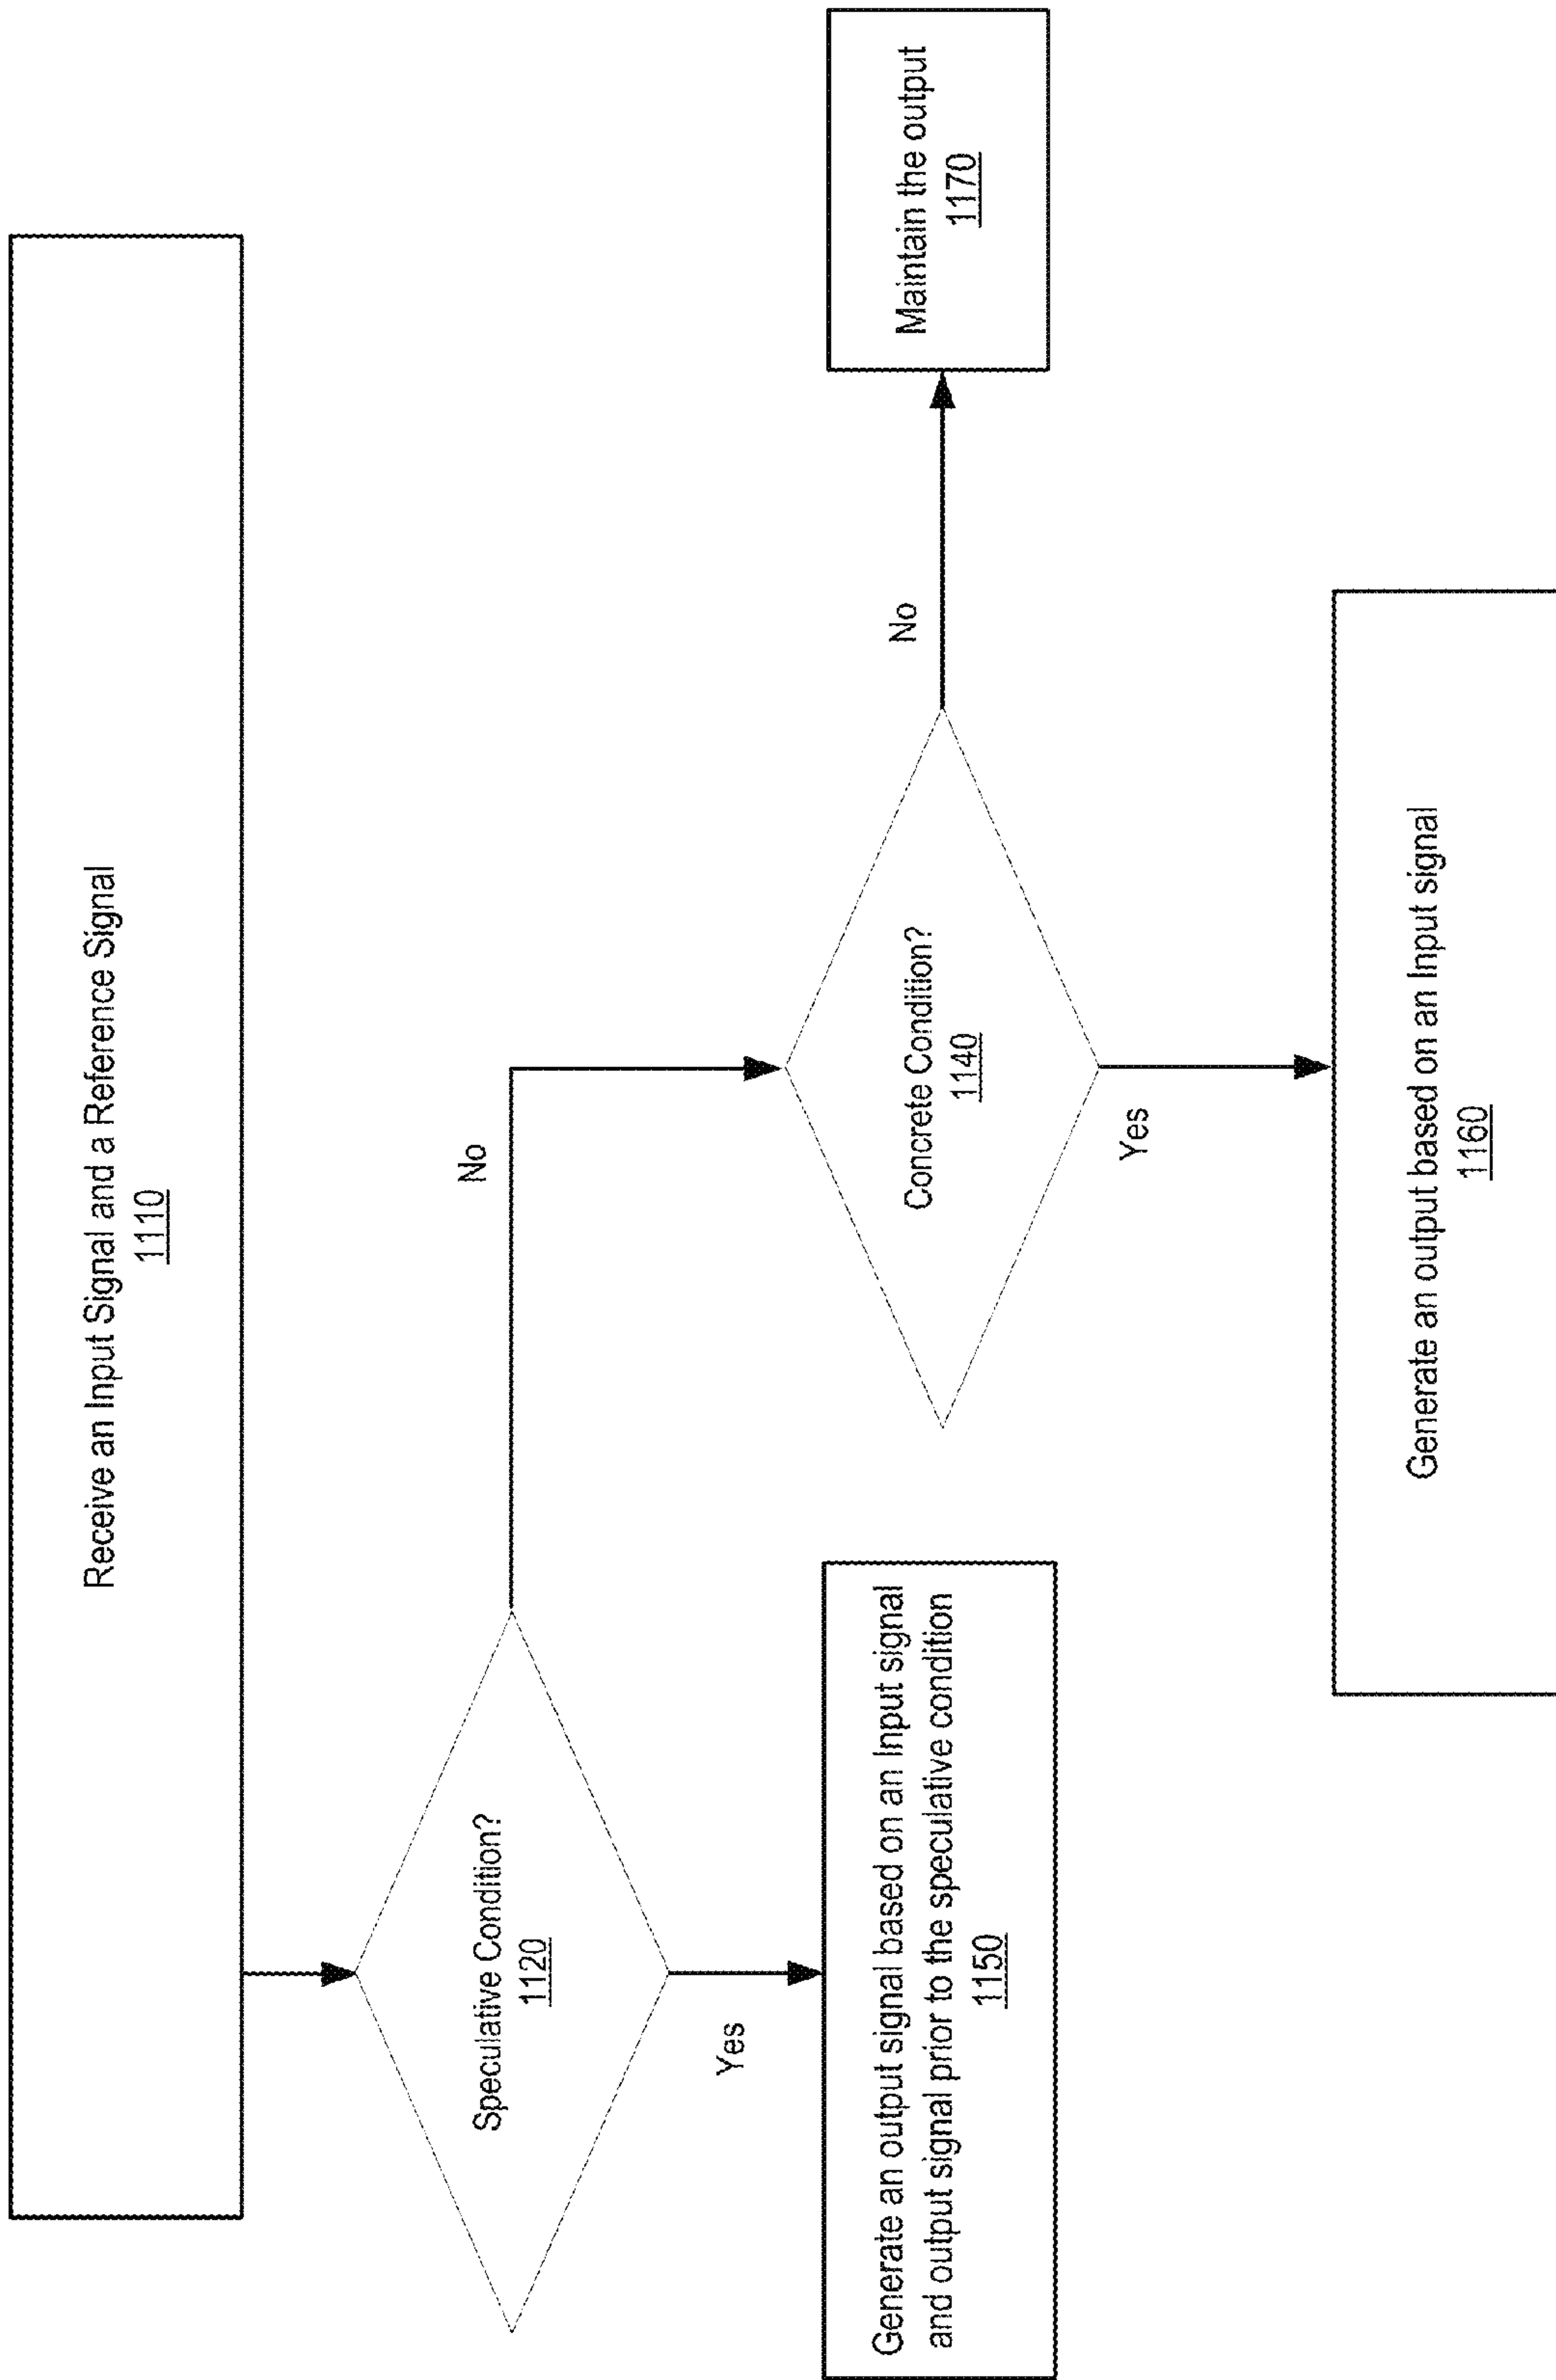 Receive an Input Signal and a Reference Signal
1110
Speculative Condition?
1120
No
Yes
Generate an output signal based on an Input signal
and output signal prior to the speculative condition
1150
Concrete Condition?
1140
No
Maintain the output
1170
Yes
Generate an output based on an Input signal
1160